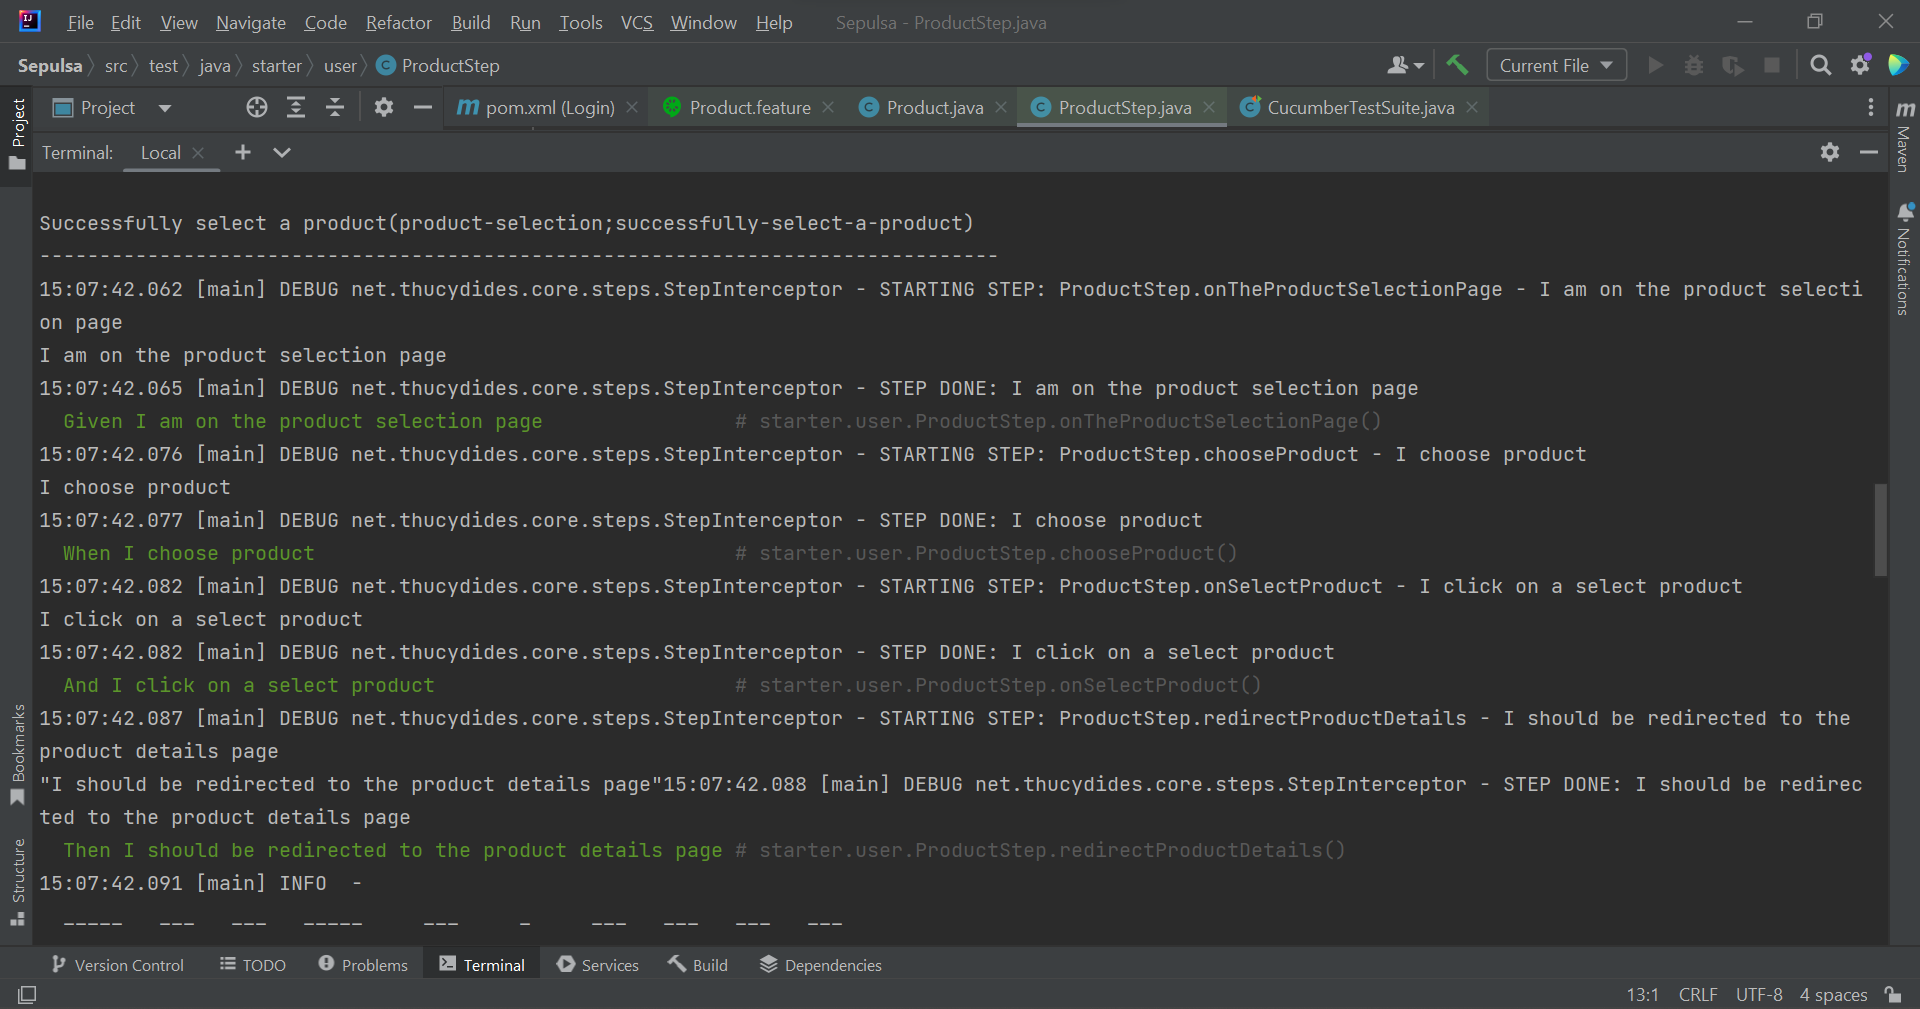 File Edit View Navigate Code Refactor Build Run Tools VCS Window Help Sepulsa - ProductStep.java
Sepulsa src test java starter user ProductStep Current File
Project pom.xml (Login) Product.feature Product.java ProductStep.java CucumberTestSuite.java
Terminal: Local
Successfully select a product(product-selection;successfully-select-a-product)
--------------------------------------------------------------------------------
15:07:42.062 [main] DEBUG net.thucydides.core.steps.StepInterceptor - STARTING STEP: ProductStep.onTheProductSelectionPage - I am on the product selecti
on page
I am on the product selection page
15:07:42.065 [main] DEBUG net.thucydides.core.steps.StepInterceptor - STEP DONE: I am on the product selection page
Given I am on the product selection page # starter.user.ProductStep.onTheProductSelectionPage()
15:07:42.076 [main] DEBUG net.thucydides.core.steps.StepInterceptor - STARTING STEP: ProductStep.chooseProduct - I choose product
I choose product
15:07:42.077 [main] DEBUG net.thucydides.core.steps.StepInterceptor - STEP DONE: I choose product
When I choose product # starter.user.ProductStep.chooseProduct()
15:07:42.082 [main] DEBUG net.thucydides.core.steps.StepInterceptor - STARTING STEP: ProductStep.onSelectProduct - I click on a select product
I click on a select product
15:07:42.082 [main] DEBUG net.thucydides.core.steps.StepInterceptor - STEP DONE: I click on a select product
And I click on a select product # starter.user.ProductStep.onSelectProduct()
15:07:42.087 [main] DEBUG net.thucydides.core.steps.StepInterceptor - STARTING STEP: ProductStep.redirectProductDetails - I should be redirected to the
product details page
"I should be redirected to the product details page"15:07:42.088 [main] DEBUG net.thucydides.core.steps.StepInterceptor - STEP DONE: I should be redirec
ted to the product details page
Then I should be redirected to the product details page # starter.user.ProductStep.redirectProductDetails()
15:07:42.091 [main] INFO  -
_____   ___   ___   _____     ___     _     ___   ___   ___   ___
Project
Bookmarks
Structure
Maven
Notifications
Version Control TODO Problems Terminal Services Build Dependencies
13:1 CRLF UTF-8 4 spaces